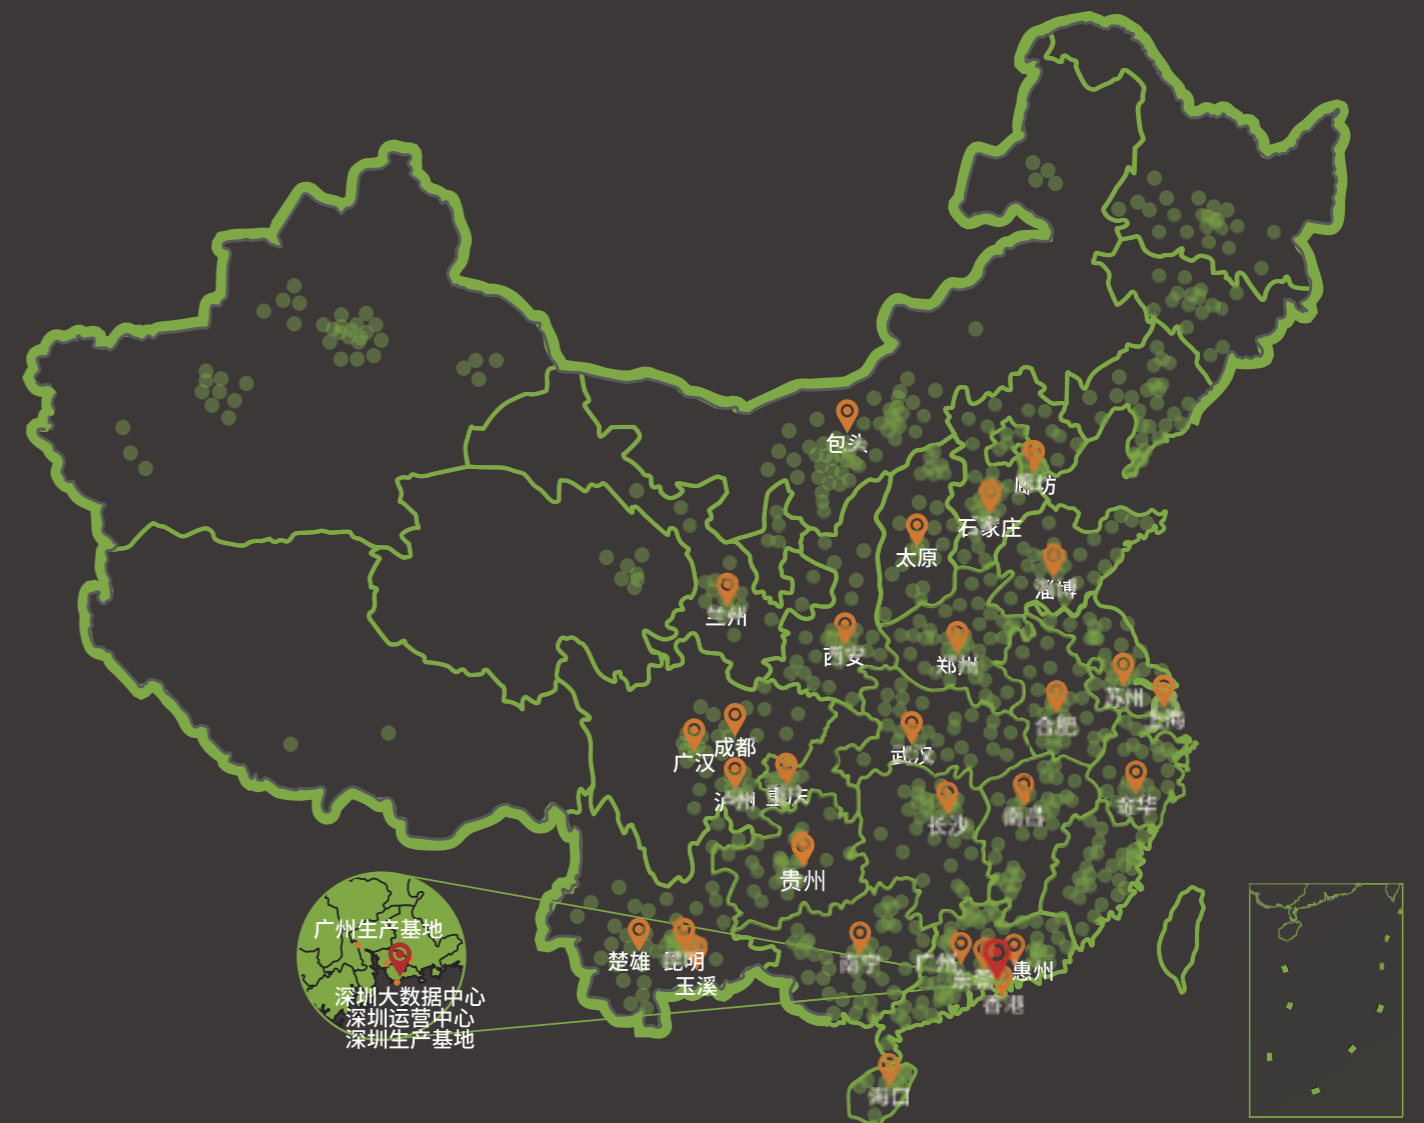 包头
廊坊
石家庄
太原
淄博
兰州
西安
郑州
苏州
上海
合肥
成都
武汉
广汉
泸州
重庆
金华
南昌
长沙
贵州
广州生产基地
楚雄
昆明
南宁
广州
惠州
东莞
玉溪
深圳大数据中心
香港
深圳运营中心
深圳生产基地
海口